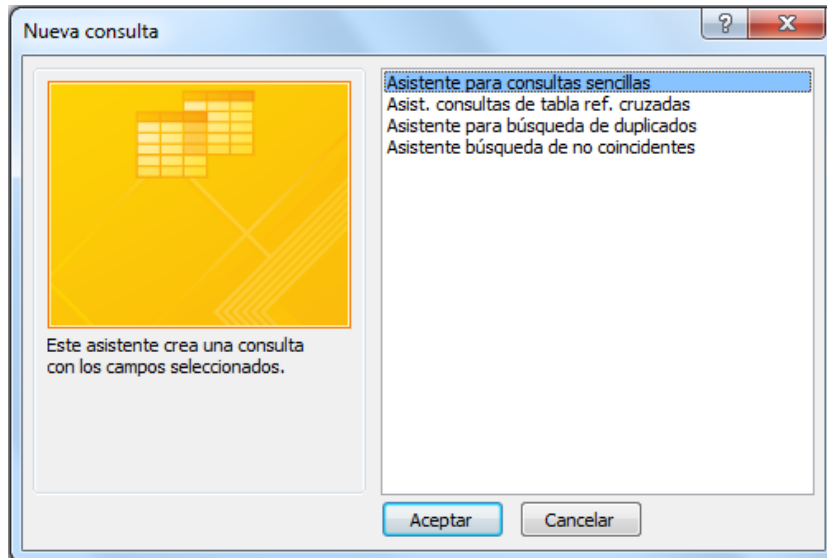 Nueva consulta
Asistente para consultas sencillas
Asist. consultas de tabla ref. cruzadas
Asistente para búsqueda de duplicados
Asistente búsqueda de no coincidentes
Este asistente crea una consulta
con los campos seleccionados.
Aceptar
Cancelar